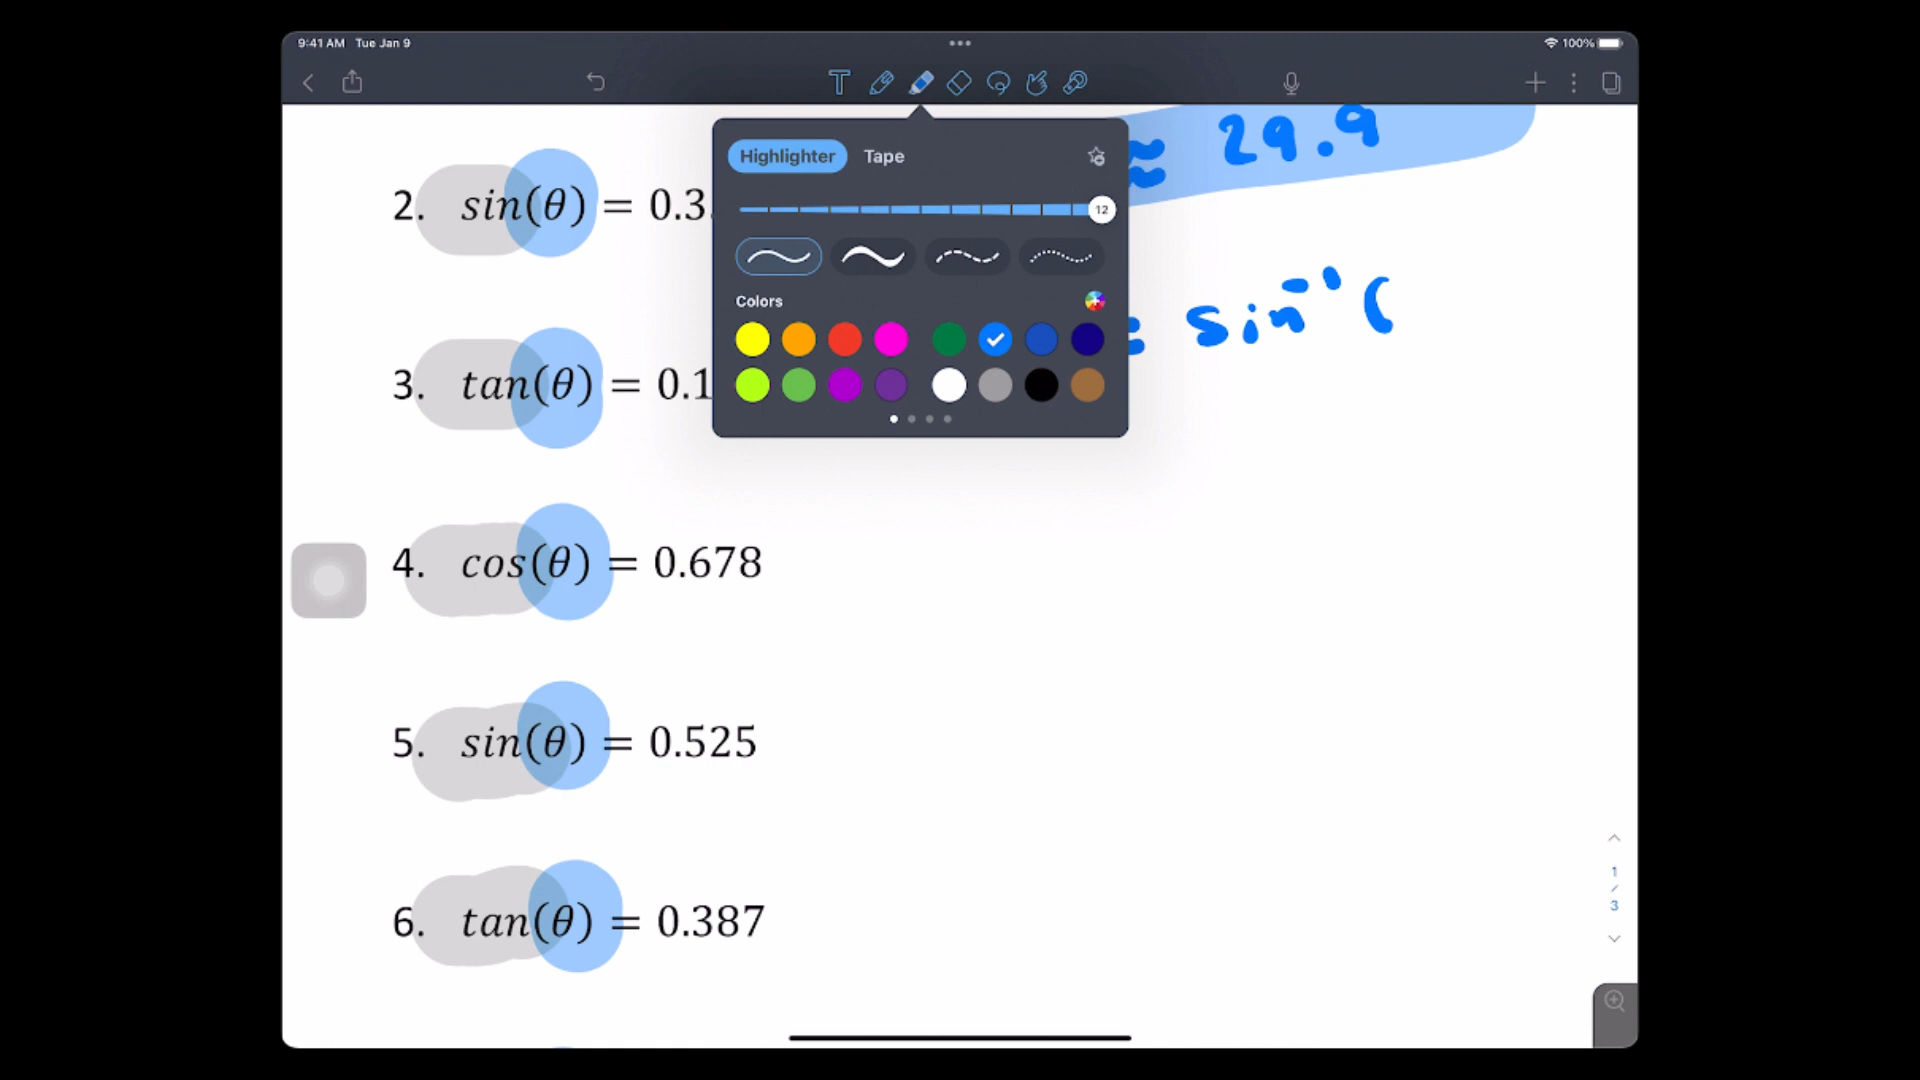 9:41 AM Tue Jan 9
100%
T
≈ 29.9
Highlighter Tape
12
2. sin(θ) = 0.3
= sin⁻¹(
Colors
3. tan(θ) = 0.1
4. cos(θ) = 0.678
5. sin(θ) = 0.525
1
/
3
6. tan(θ) = 0.387